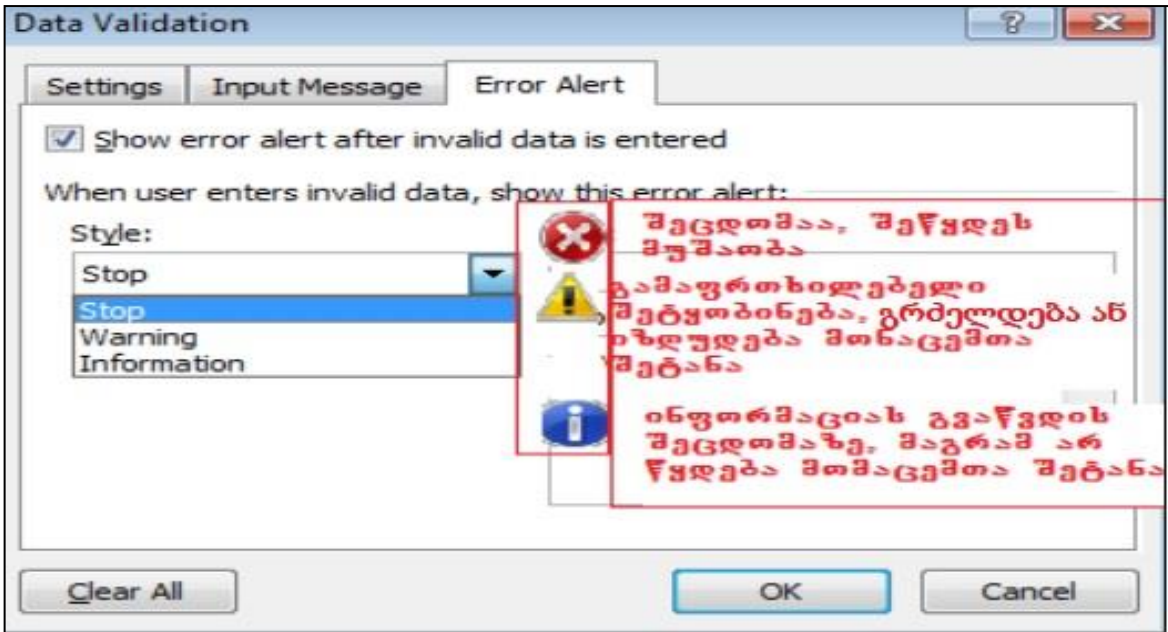 Data Validation
Settings
Input Message
Error Alert
Show error alert after invalid data is entered
When user enters invalid data, show this error alert:
Style:
Stop
Stop
Warning
Information
შეცდომაა, შეწყდეს
მუშაობა
გამაფრთხილებელი
შეტყობინება, გრძელდება ან
იზღუდება მონაცემთა
შეტანა
ინფორმაციას გვაწვდის
შეცდომაზე, მაგრამ არ
წყდება მომაცემთა შეტანა
Clear All
OK
Cancel